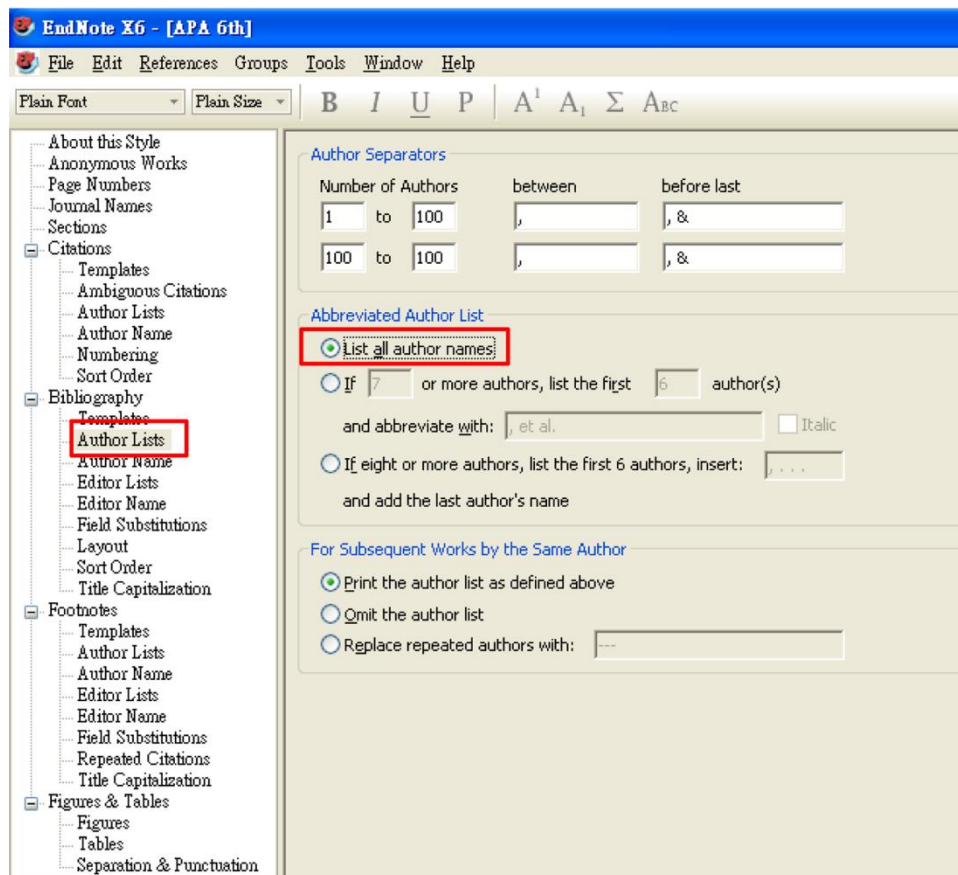 EndNote X6 - [APA 6th]
File Edit References Groups Tools Window Help
Plain Font Plain Size B I U P A1 A1 Σ ABC
About this Style
Anonymous Works
Page Numbers
Journal Names
Sections
Citations
Templates
Ambiguous Citations
Author Lists
Author Name
Numbering
Sort Order
Bibliography
Templates
Author Lists
Author Name
Editor Lists
Editor Name
Field Substitutions
Layout
Sort Order
Title Capitalization
Footnotes
Templates
Author Lists
Author Name
Editor Lists
Editor Name
Field Substitutions
Repeated Citations
Title Capitalization
Figures & Tables
Figures
Tables
Separation & Punctuation
Author Separators
Number of Authors between before last
1 to 100 , , &
100 to 100 , , &
Abbreviated Author List
List all author names
If 7 or more authors, list the first 6 author(s)
and abbreviate with: , et al. Italic
If eight or more authors, list the first 6 authors, insert: , . . .
and add the last author's name
For Subsequent Works by the Same Author
Print the author list as defined above
Omit the author list
Replace repeated authors with: ---